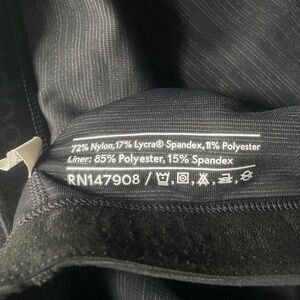 72% Nylon, 17% Lycra® Spandex, 11% Polyester
Liner: 85% Polyester, 15% Spandex
RN147908 /